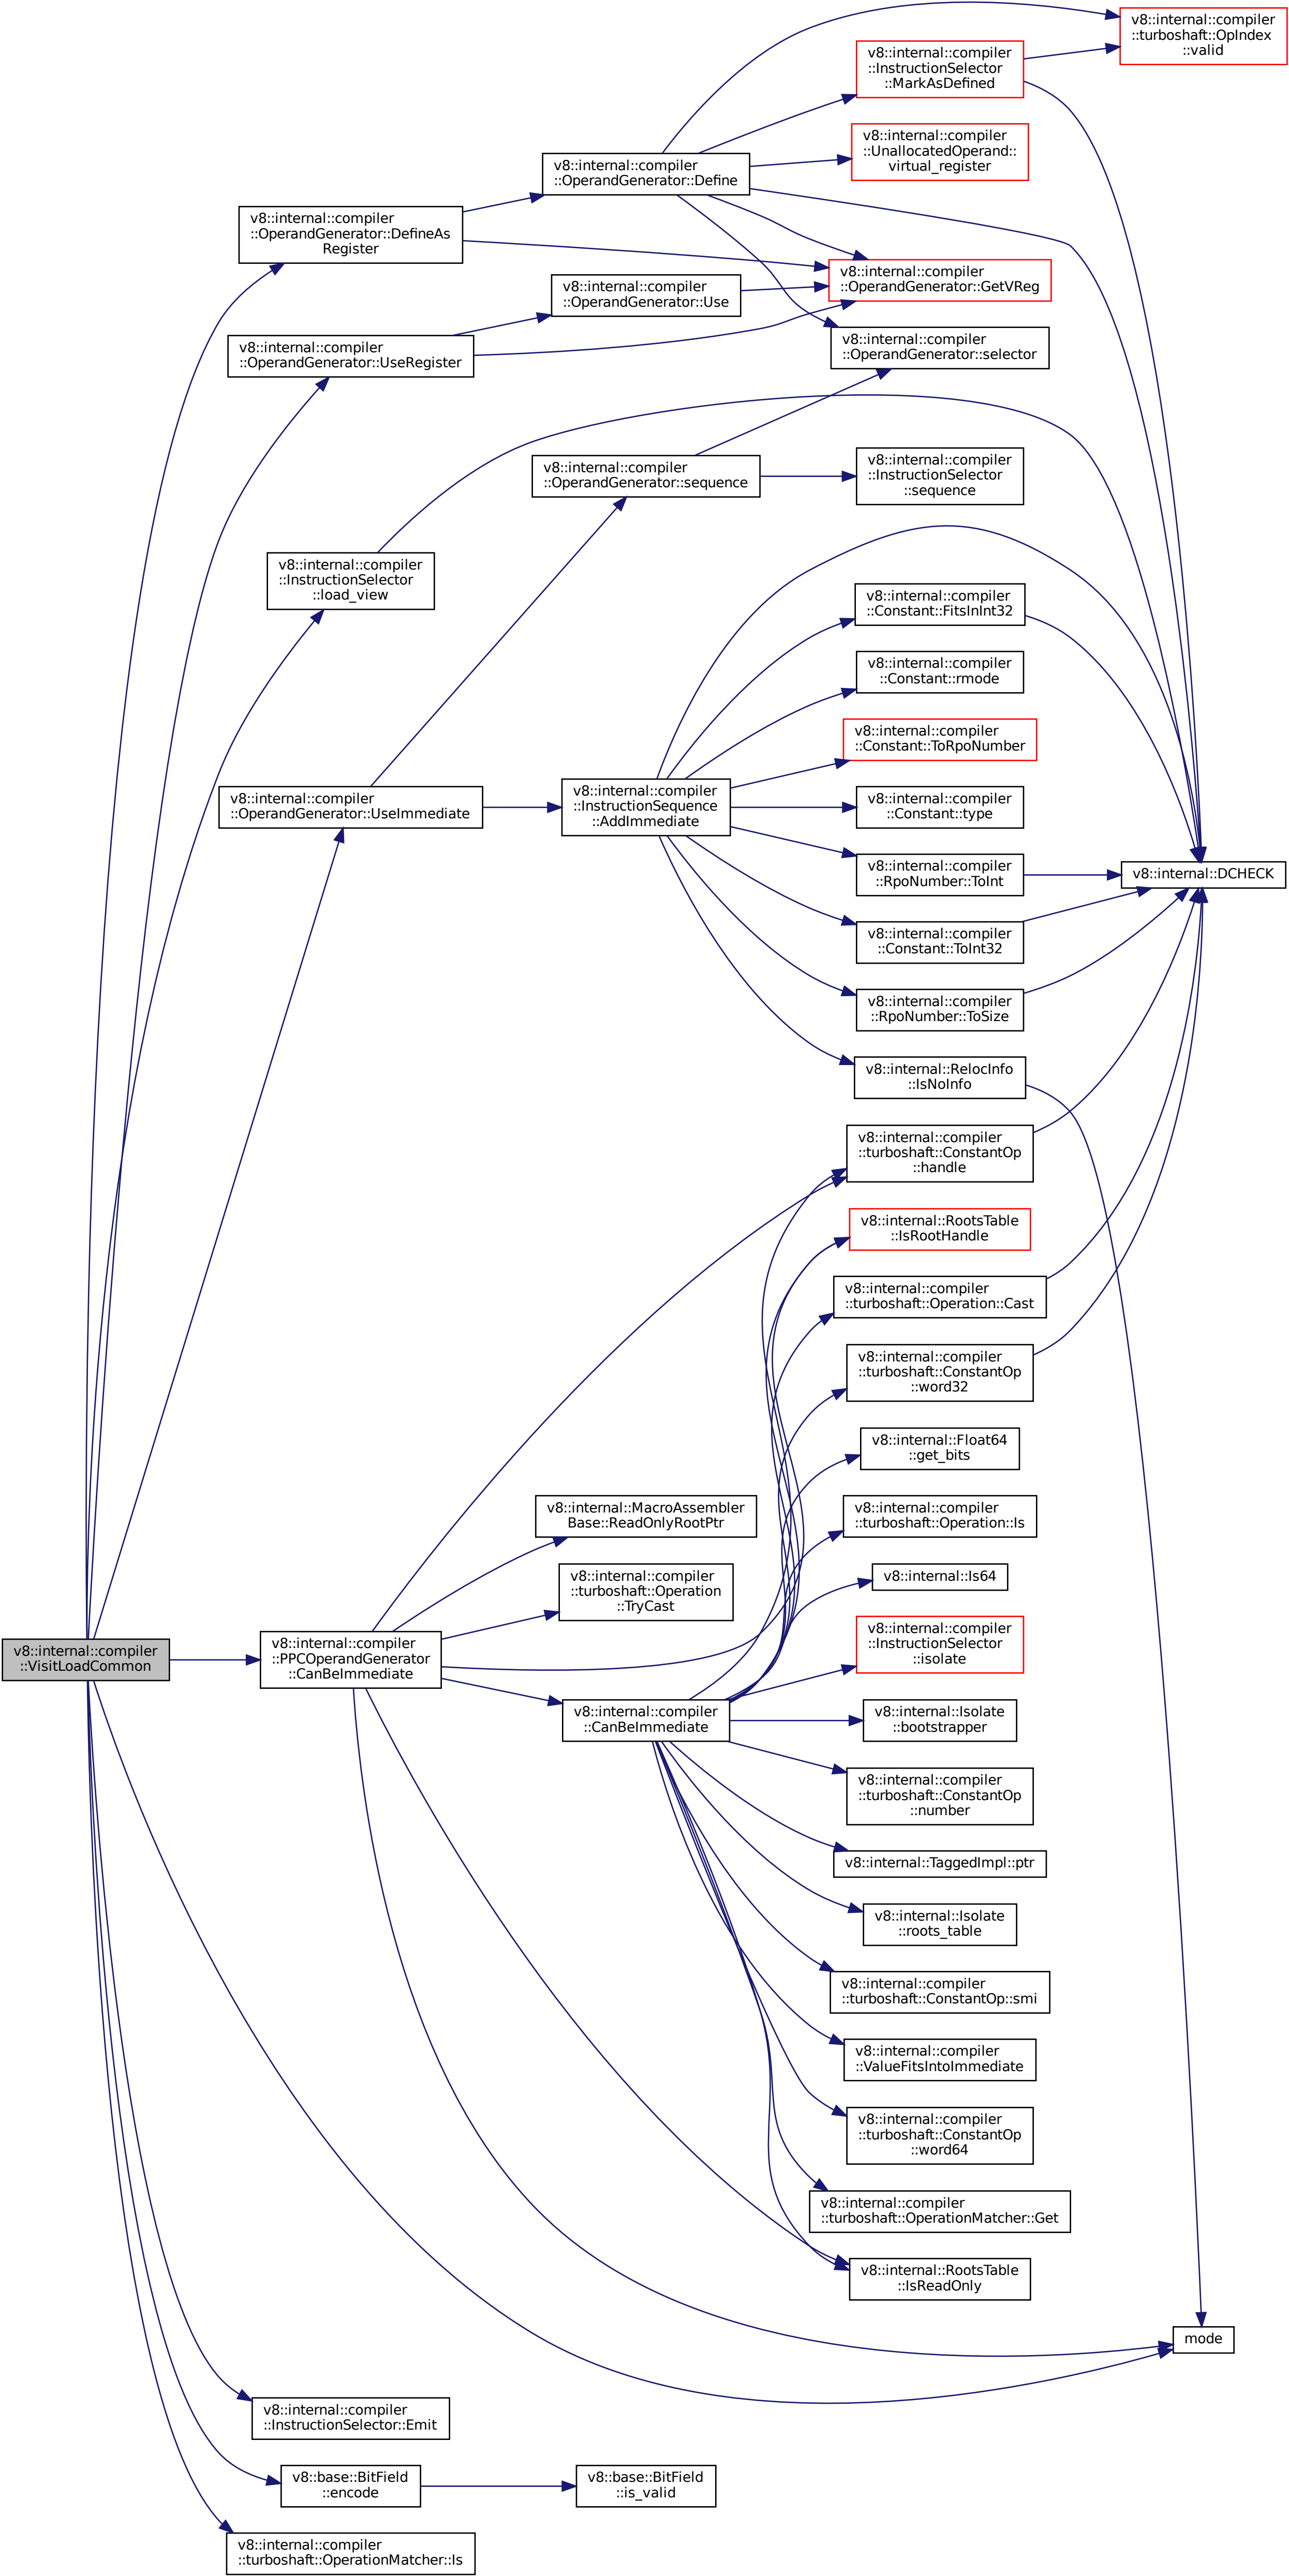 v8::internal::compiler
::turboshaft::OpIndex
::valid
v8::internal::compiler
::InstructionSelector
::MarkAsDefined
v8::internal::compiler
::UnallocatedOperand::
virtual_register
v8::internal::compiler
::OperandGenerator::Define
v8::internal::compiler
::OperandGenerator::DefineAs
Register
v8::internal::compiler
::OperandGenerator::GetVReg
v8::internal::compiler
::OperandGenerator::Use
v8::internal::compiler
::OperandGenerator::selector
v8::internal::compiler
::OperandGenerator::UseRegister
v8::internal::compiler
::OperandGenerator::sequence
v8::internal::compiler
::InstructionSelector
::sequence
v8::internal::compiler
::InstructionSelector
::load_view
v8::internal::compiler
::Constant::FitsInInt32
v8::internal::compiler
::Constant::rmode
v8::internal::compiler
::Constant::ToRpoNumber
v8::internal::compiler
::OperandGenerator::UseImmediate
v8::internal::compiler
::InstructionSequence
::AddImmediate
v8::internal::compiler
::Constant::type
v8::internal::compiler
::RpoNumber::ToInt
v8::internal::DCHECK
v8::internal::compiler
::Constant::ToInt32
v8::internal::compiler
::RpoNumber::ToSize
v8::internal::RelocInfo
::IsNoInfo
v8::internal::compiler
::turboshaft::ConstantOp
::handle
v8::internal::RootsTable
::IsRootHandle
v8::internal::compiler
::turboshaft::Operation::Cast
v8::internal::compiler
::turboshaft::ConstantOp
::word32
v8::internal::Float64
::get_bits
v8::internal::MacroAssembler
Base::ReadOnlyRootPtr
v8::internal::compiler
::turboshaft::Operation::Is
v8::internal::compiler
::turboshaft::Operation
::TryCast
v8::internal::Is64
v8::internal::compiler
::VisitLoadCommon
v8::internal::compiler
::PPCOperandGenerator
::CanBeImmediate
v8::internal::compiler
::InstructionSelector
::isolate
v8::internal::compiler
::CanBeImmediate
v8::internal::Isolate
::bootstrapper
v8::internal::compiler
::turboshaft::ConstantOp
::number
v8::internal::TaggedImpl::ptr
v8::internal::Isolate
::roots_table
v8::internal::compiler
::turboshaft::ConstantOp::smi
v8::internal::compiler
::ValueFitsIntoImmediate
v8::internal::compiler
::turboshaft::ConstantOp
::word64
v8::internal::compiler
::turboshaft::OperationMatcher::Get
v8::internal::RootsTable
::IsReadOnly
mode
v8::internal::compiler
::InstructionSelector::Emit
v8::base::BitField
::encode
v8::base::BitField
::is_valid
v8::internal::compiler
::turboshaft::OperationMatcher::Is